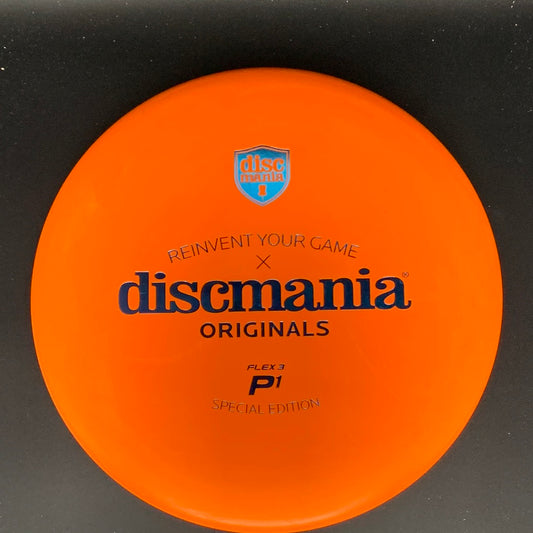 disc
mania
REINVENT YOUR GAME
X
discmania®
ORIGINALS
FLEX 3
P1
SPECIAL EDITION